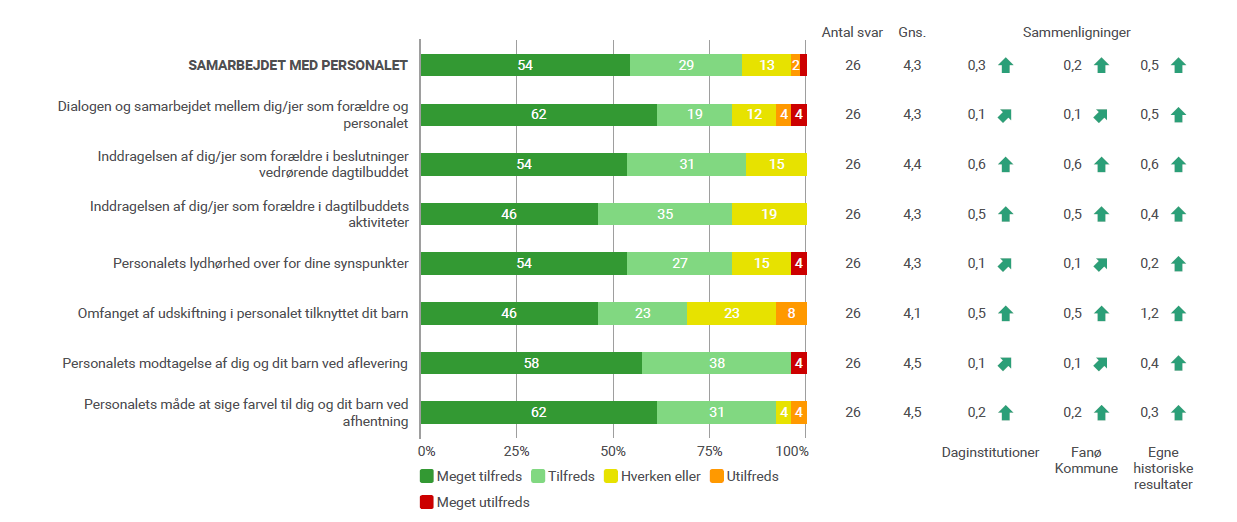 Antal svar Gns. Sammenligninger
SAMARBEJDET MED PERSONALET 54 29 13 2 26 4,3 0,3 0,2 0,5
Dialogen og samarbejdet mellem dig/jer som forældre og
personalet 62 19 12 4 4 26 4,3 0,1 0,1 0,5
Inddragelsen af dig/jer som forældre i beslutninger
vedrørende dagtilbuddet 54 31 15 26 4,4 0,6 0,6 0,6
Inddragelsen af dig/jer som forældre i dagtilbuddets
aktiviteter 46 35 19 26 4,3 0,5 0,5 0,4
Personalets lydhørhed over for dine synspunkter 54 27 15 4 26 4,3 0,1 0,1 0,2
Omfanget af udskiftning i personalet tilknyttet dit barn 46 23 23 8 26 4,1 0,5 0,5 1,2
Personalets modtagelse af dig og dit barn ved aflevering 58 38 4 26 4,5 0,1 0,1 0,4
Personalets måde at sige farvel til dig og dit barn ved
afhentning 62 31 4 4 26 4,5 0,2 0,2 0,3
0% 25% 50% 75% 100% Daginstitutioner Fanø Egne
Kommune historiske
resultater
Meget tilfreds Tilfreds Hverken eller Utilfreds
Meget utilfreds